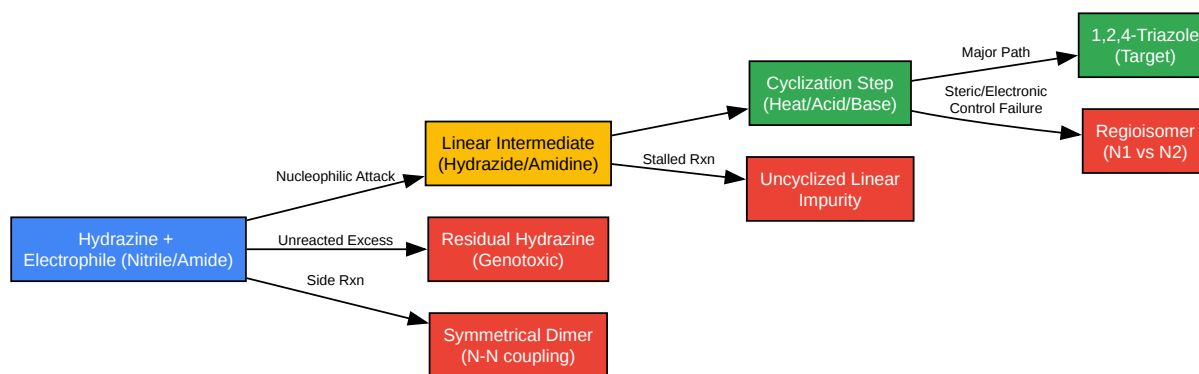 Hydrazine +
Electrophile (Nitrile/Amide)
Nucleophilic Attack
Unreacted Excess
Side Rxn
Linear Intermediate
(Hydrazide/Amidine)
Residual Hydrazine
(Genotoxic)
Symmetrical Dimer
(N-N coupling)
Stalled Rxn
Cyclization Step
(Heat/Acid/Base)
Uncyclized Linear
Impurity
Major Path
Steric/Electronic
Control Failure
1,2,4-Triazole
(Target)
Regioisomer
(N1 vs N2)